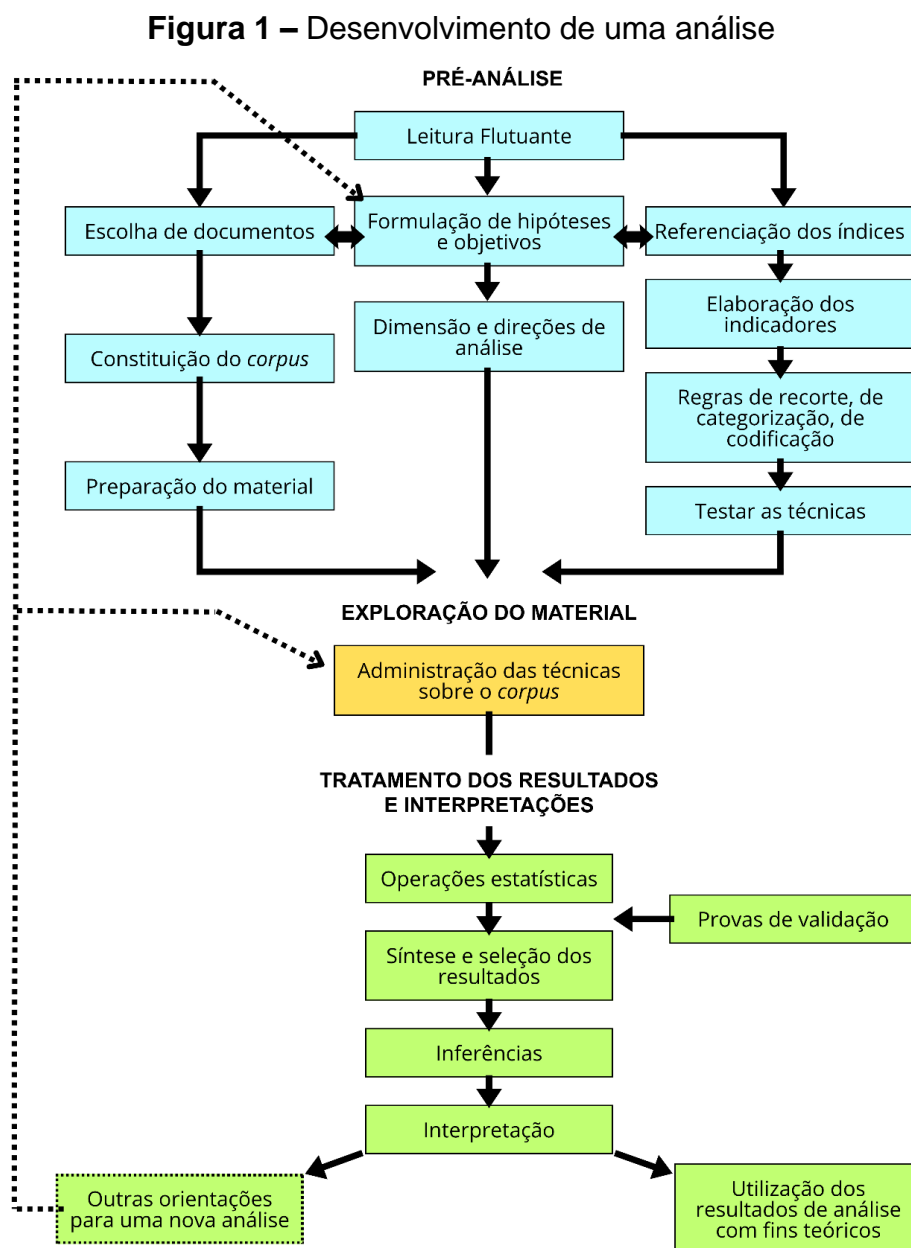 Figura 1 – Desenvolvimento de uma análise
PRÉ-ANÁLISE
Leitura Flutuante
Escolha de documentos
Formulação de hipóteses
e objetivos
Referenciação dos índices
Dimensão e direções de
análise
Elaboração dos
indicadores
Constituição do corpus
Regras de recorte, de
categorização, de
codificação
Preparação do material
Testar as técnicas
EXPLORAÇÃO DO MATERIAL
Administração das técnicas
sobre o corpus
TRATAMENTO DOS RESULTADOS
E INTERPRETAÇÕES
Operações estatísticas
Provas de validação
Síntese e seleção dos
resultados
Inferências
Interpretação
Outras orientações
para uma nova análise
Utilização dos
resultados de análise
com fins teóricos